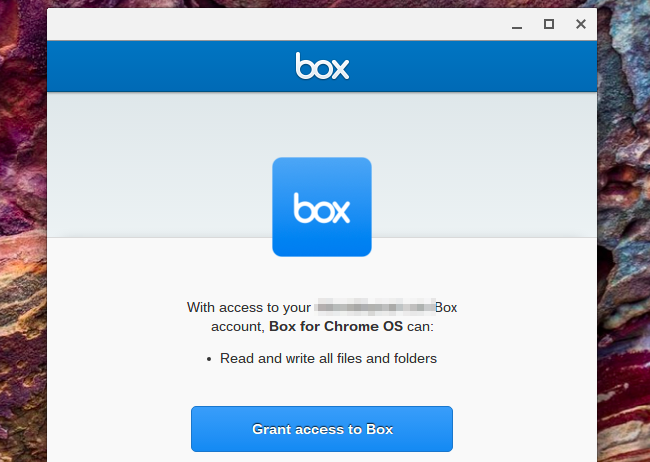 box
box
With access to your Box
account, Box for Chrome OS can:
• Read and write all files and folders
Grant access to Box